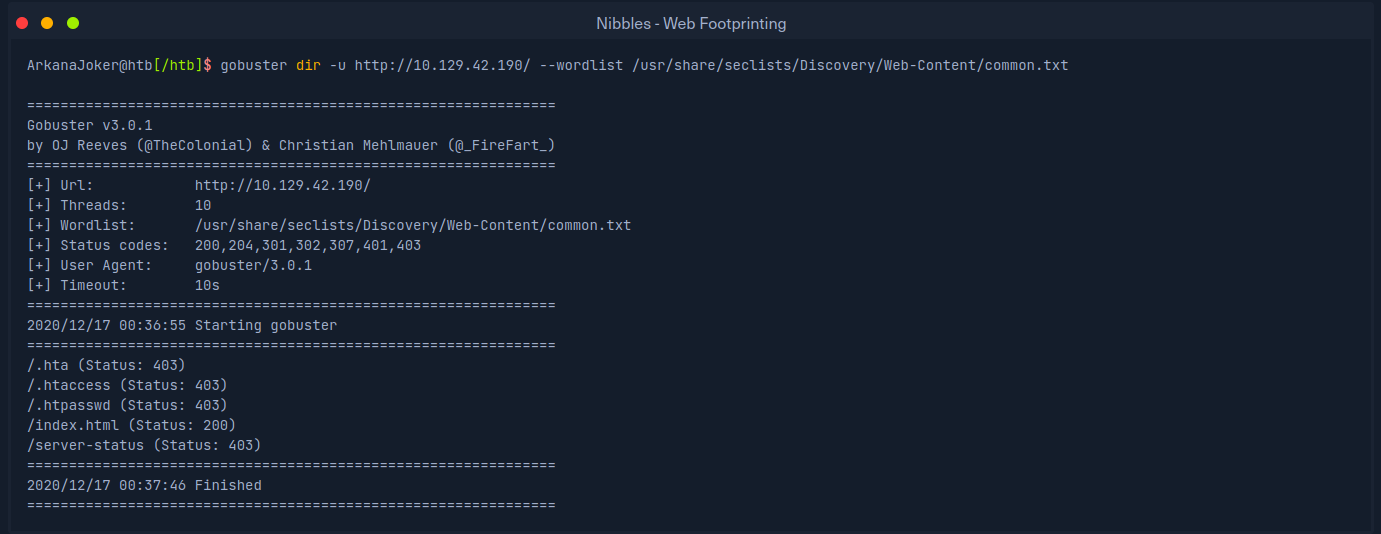 Nibbles - Web Footprinting
ArkanaJoker@htb[/htb]$ gobuster dir -u http://10.129.42.190/ --wordlist /usr/share/seclists/Discovery/Web-Content/common.txt
===============================================================
Gobuster v3.0.1
by OJ Reeves (@TheColonial) & Christian Mehlmauer (@_FireFart_)
===============================================================
[+] Url:            http://10.129.42.190/
[+] Threads:        10
[+] Wordlist:       /usr/share/seclists/Discovery/Web-Content/common.txt
[+] Status codes:   200,204,301,302,307,401,403
[+] User Agent:     gobuster/3.0.1
[+] Timeout:        10s
===============================================================
2020/12/17 00:36:55 Starting gobuster
===============================================================
/.hta (Status: 403)
/.htaccess (Status: 403)
/.htpasswd (Status: 403)
/index.html (Status: 200)
/server-status (Status: 403)
===============================================================
2020/12/17 00:37:46 Finished
===============================================================